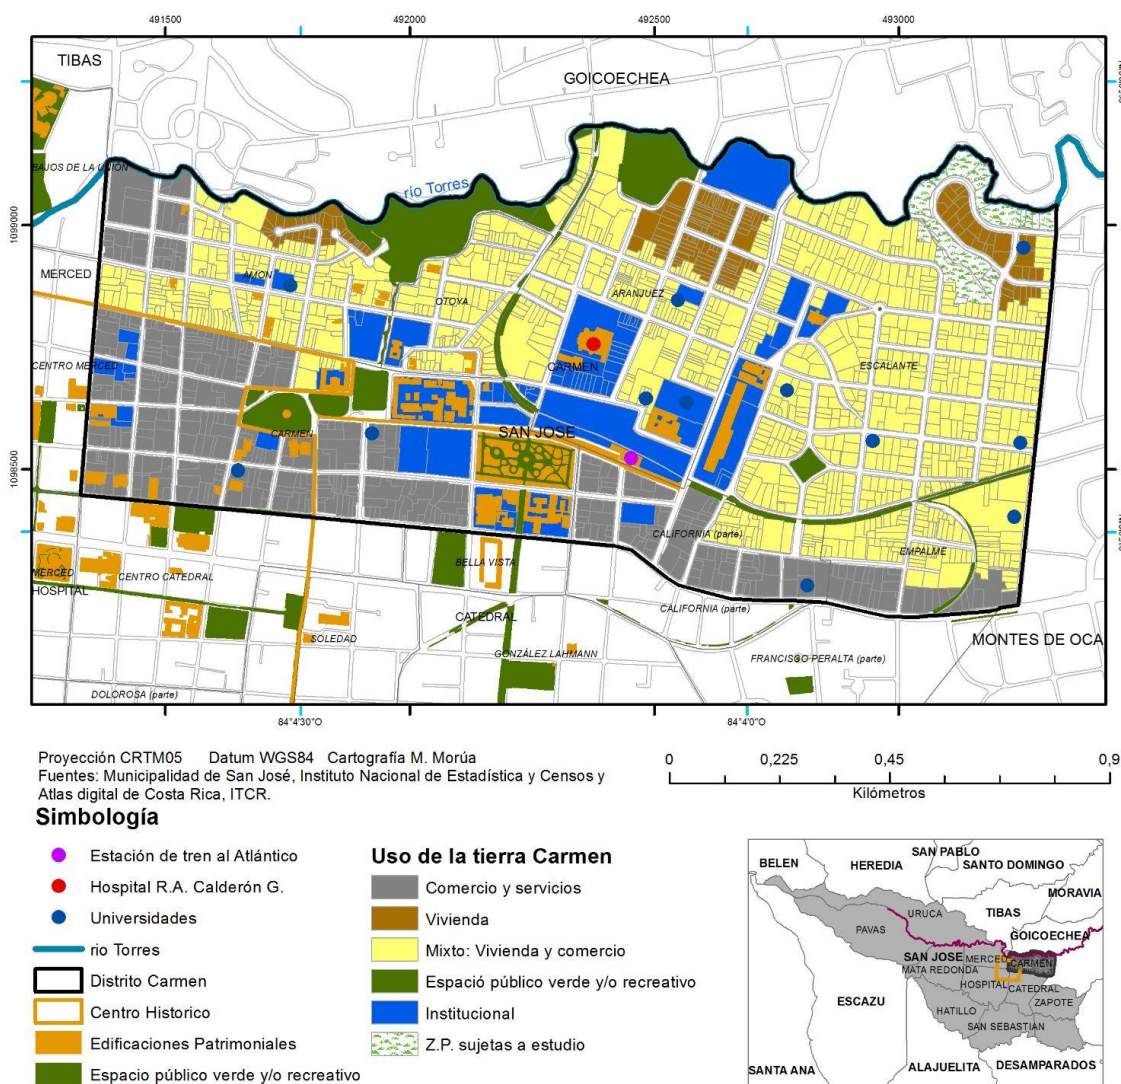 491500
492000
492500
493000
TIBAS
GOICOECHEA
BAJOS DE LA UNIÓN
río Torres
1099000
MERCED
AMON
OTOYA
ARANJUEZ
CENTRO MERCED
CARMEN
ESCALANTE
CARMEN
SAN JOSE
1098500
CALIFORNIA (parte)
EMPALME
BELLA VISTA
MERCED
CENTRO CATEDRAL
HOSPITAL
CALIFORNIA (parte)
CATEDRAL
SOLEDAD
MONTES DE OCA
GONZÁLEZ LAHMANN
FRANCISCO PERALTA (parte)
DOLOROSA (parte)
84°4'30"O
84°4'0"O
Proyección CRTM05 Datum WGS84 Cartografía M. Morúa
Fuentes: Municipalidad de San José, Instituto Nacional de Estadística y Censos y
Atlas digital de Costa Rica, ITCR.
0 0,225 0,45 0,9
Kilómetros
Simbología
Estación de tren al Atlántico
Hospital R.A. Calderón G.
Universidades
rio Torres
Distrito Carmen
Centro Historico
Edificaciones Patrimoniales
Espacio público verde y/o recreativo
Uso de la tierra Carmen
Comercio y servicios
Vivienda
Mixto: Vivienda y comercio
Espació público verde y/o recreativo
Institucional
Z.P. sujetas a estudio
BELEN
HEREDIA
SAN PABLO
SANTO DOMINGO
MORAVIA
URUCA
TIBAS
PAVAS
GOICOECHEA
SAN JOSE
MERCED
CARMEN
MATA REDONDA
HOSPITAL
CATEDRAL
ESCAZU
ZAPOTE
HATILLO
SAN SEBASTIAN
SANTA ANA
ALAJUELITA
DESAMPARADOS